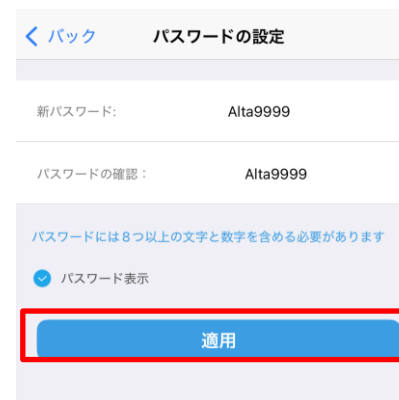 バック パスワードの設定
新パスワード: Alta9999
パスワードの確認： Alta9999
パスワードには８つ以上の文字と数字を含める必要があります
パスワード表示
適用